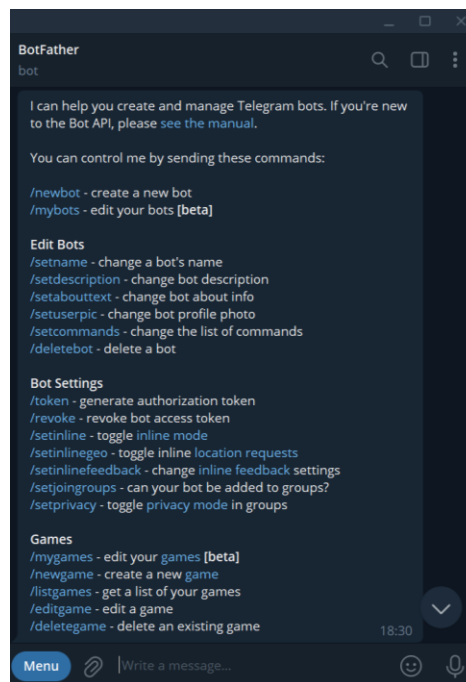 BotFather
bot
I can help you create and manage Telegram bots. If you're new
to the Bot API, please see the manual.
You can control me by sending these commands:
/newbot - create a new bot
/mybots - edit your bots [beta]
Edit Bots
/setname - change a bot's name
/setdescription - change bot description
/setabouttext - change bot about info
/setuserpic - change bot profile photo
/setcommands - change the list of commands
/deletebot - delete a bot
Bot Settings
/token - generate authorization token
/revoke - revoke bot access token
/setinline - toggle inline mode
/setinlinegeo - toggle inline location requests
/setinlinefeedback - change inline feedback settings
/setjoingroups - can your bot be added to groups?
/setprivacy - toggle privacy mode in groups
Games
/mygames - edit your games [beta]
/newgame - create a new game
/listgames - get a list of your games
/editgame - edit a game
/deletegame - delete an existing game
18:30
Menu
Write a message...